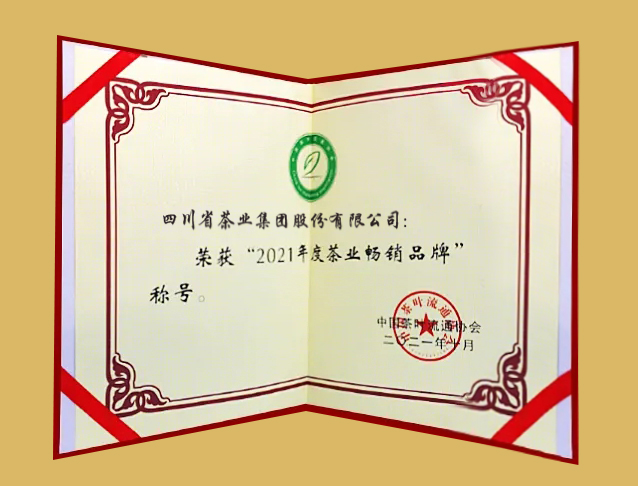 四川省茶业集团股份有限公司：
荣获“2021年度茶业畅销品牌”
称号。
中国茶叶流通协会
二〇二一年十月